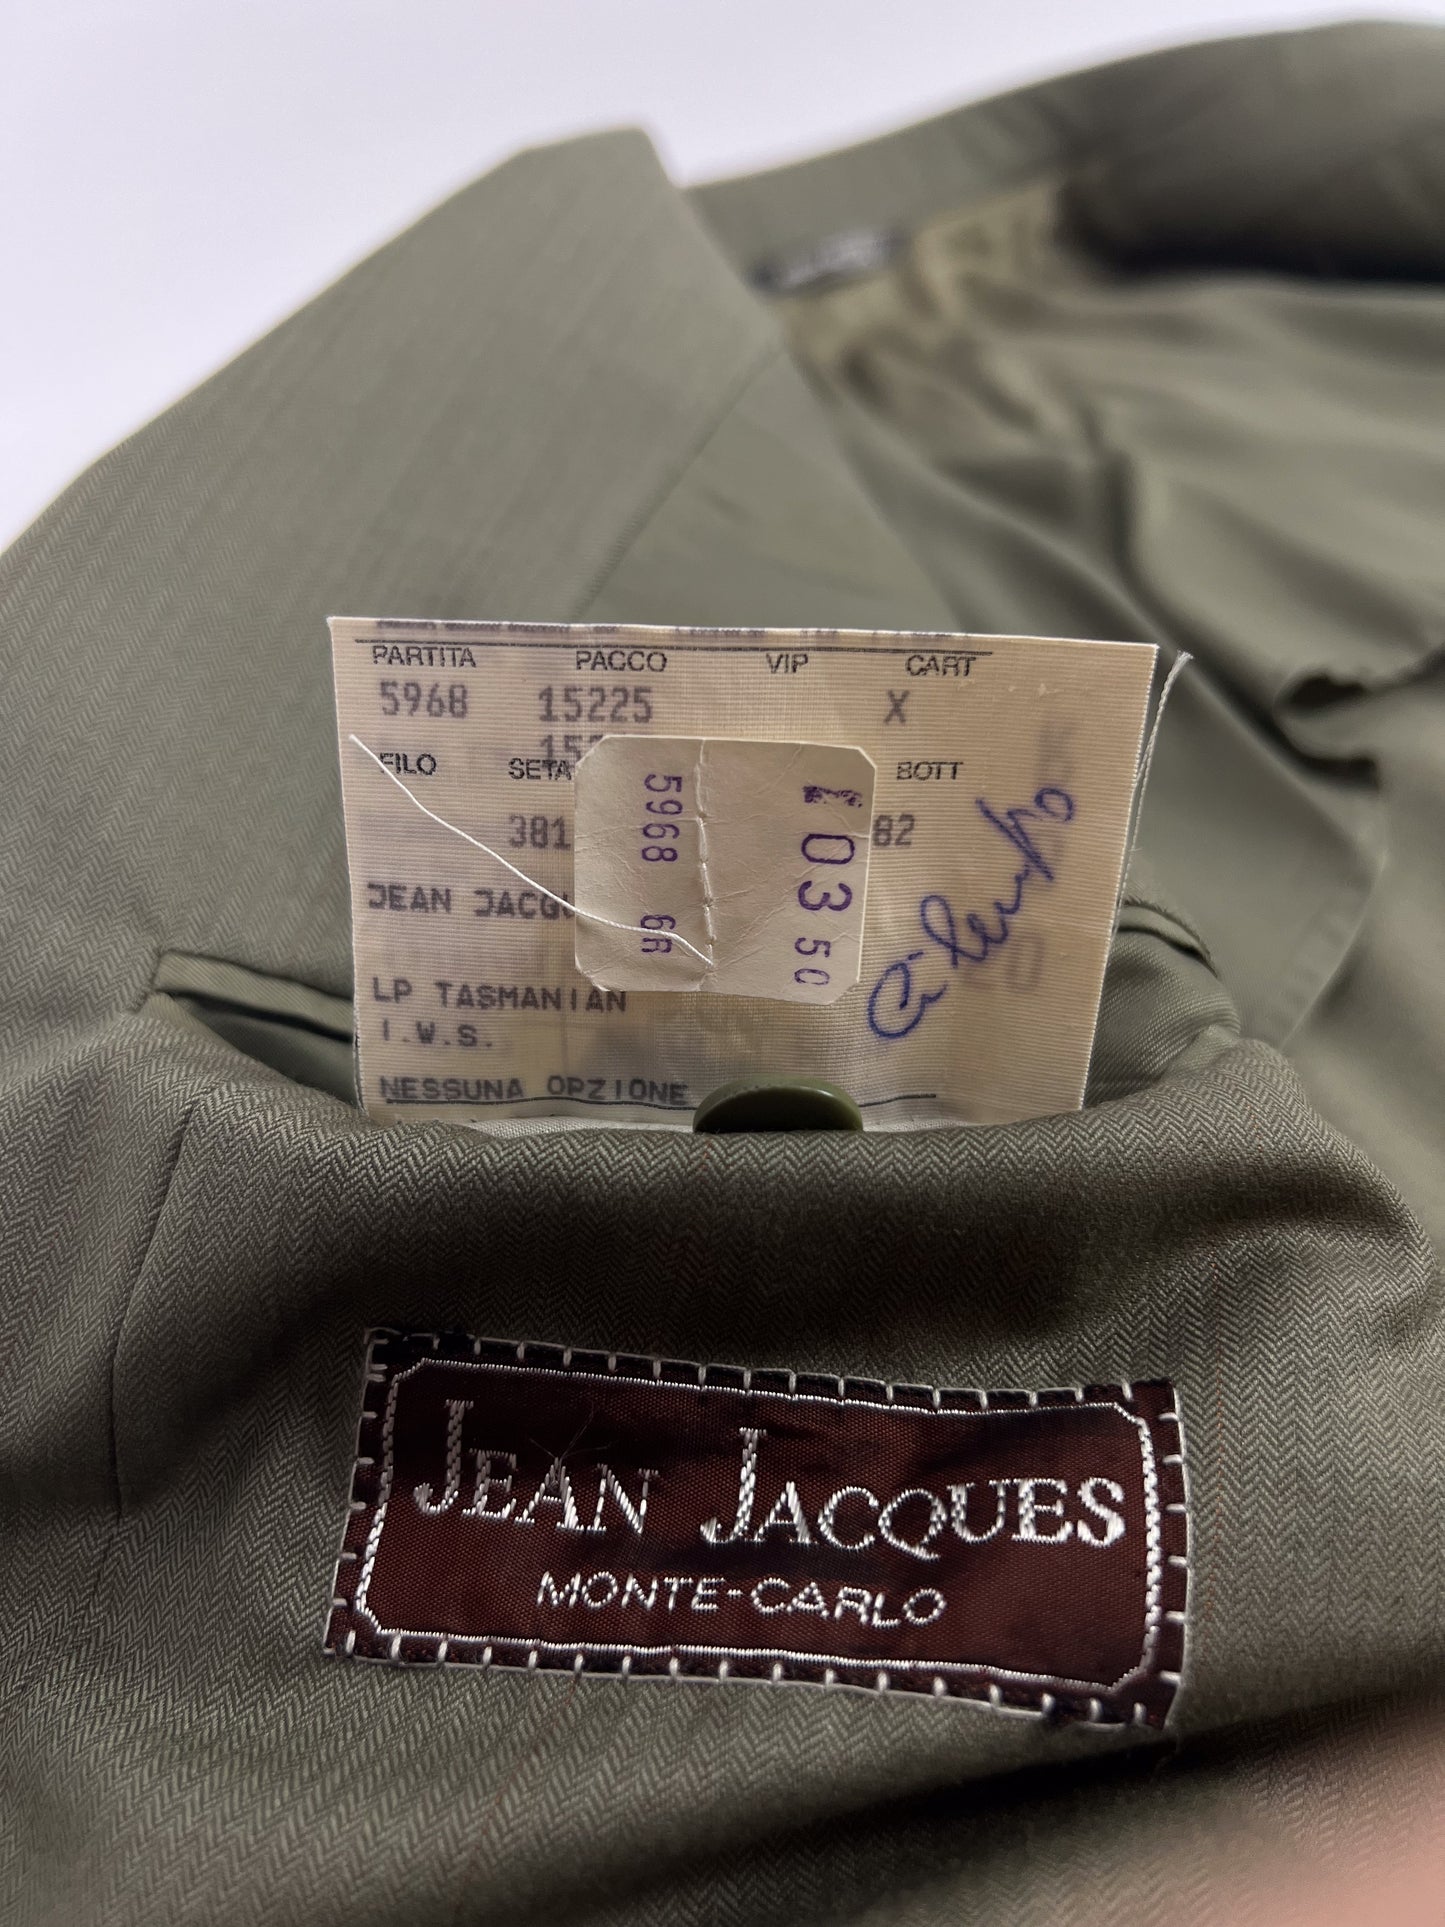 PARTITA PACCO VIP CART
5968 15225 X
FILO SETA BOTT
381 82
JEAN JACQU
LP TASMANIAN
I.W.S.
NESSUNA OPZIONE
5968 6R
03 50
JEAN JACQUES
MONTE-CARLO